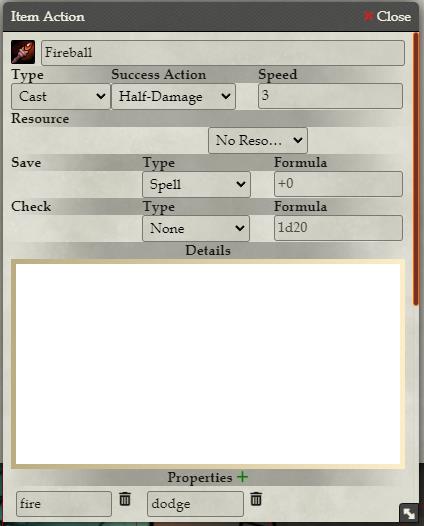 Item Action
Close
Fireball
Type Success Action Speed
Cast Half-Damage 3
Resource
No Reso...
Save Type Formula
Spell +0
Check Type Formula
None 1d20
Details
Properties +
fire dodge